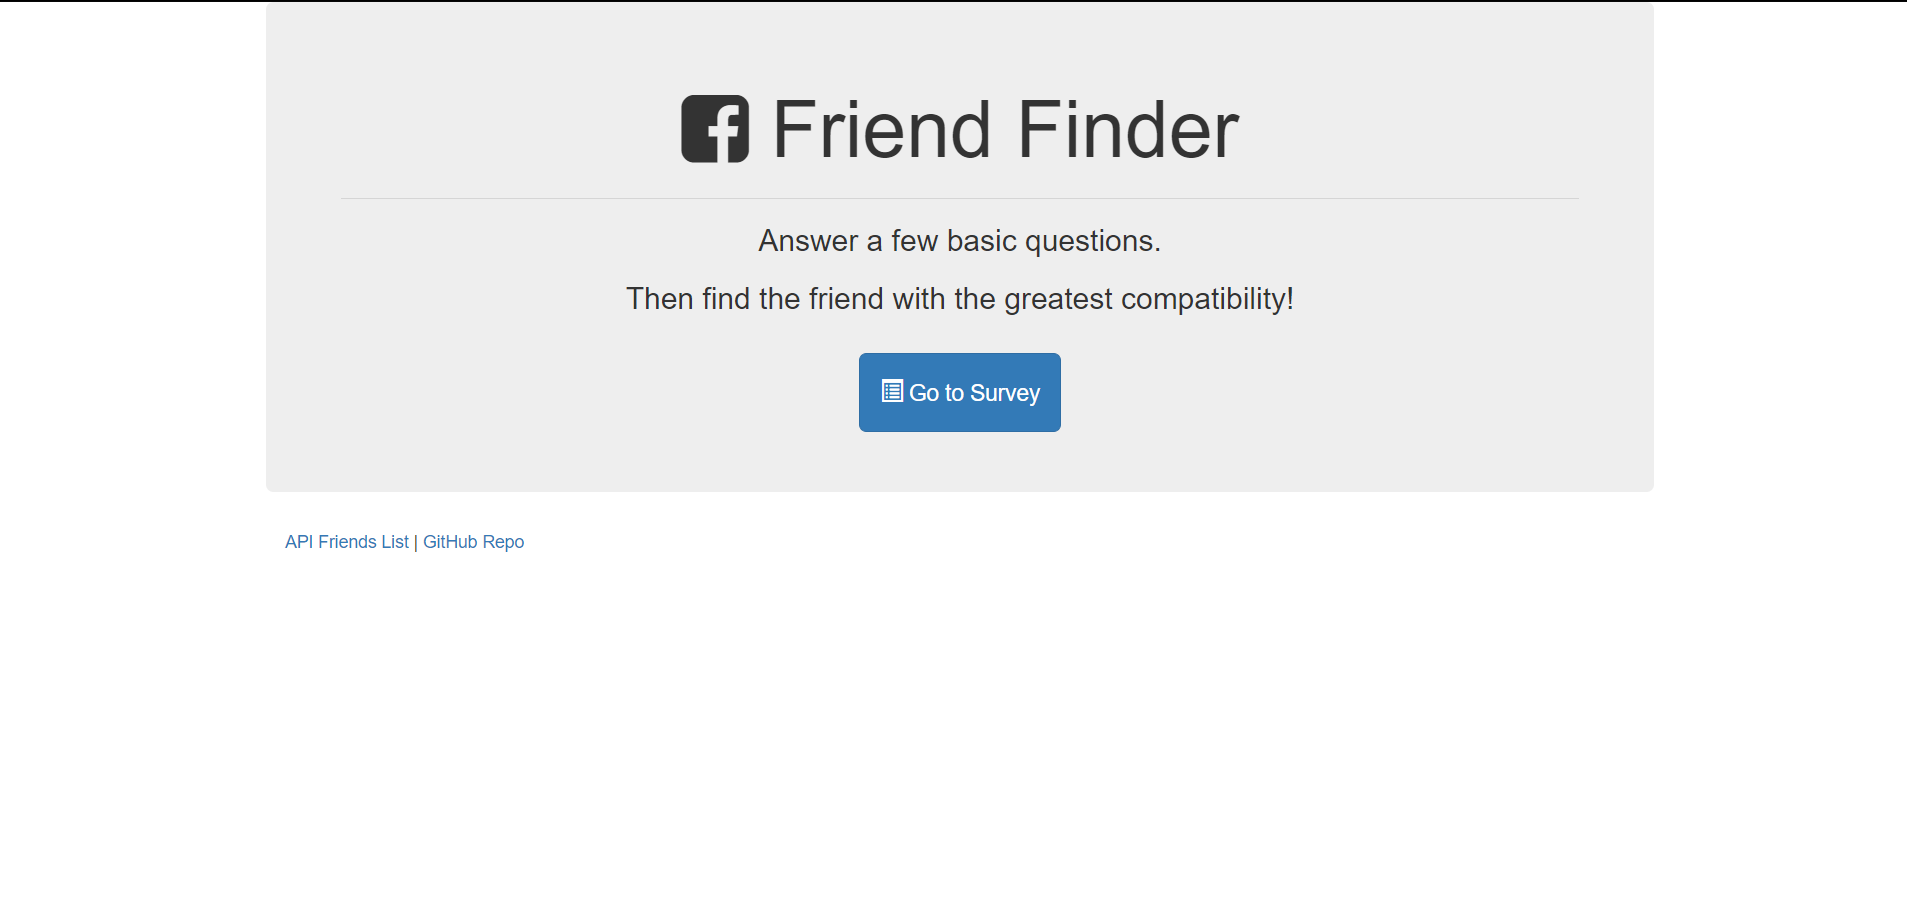 Friend Finder
Answer a few basic questions.
Then find the friend with the greatest compatibility!
Go to Survey
API Friends List | GitHub Repo